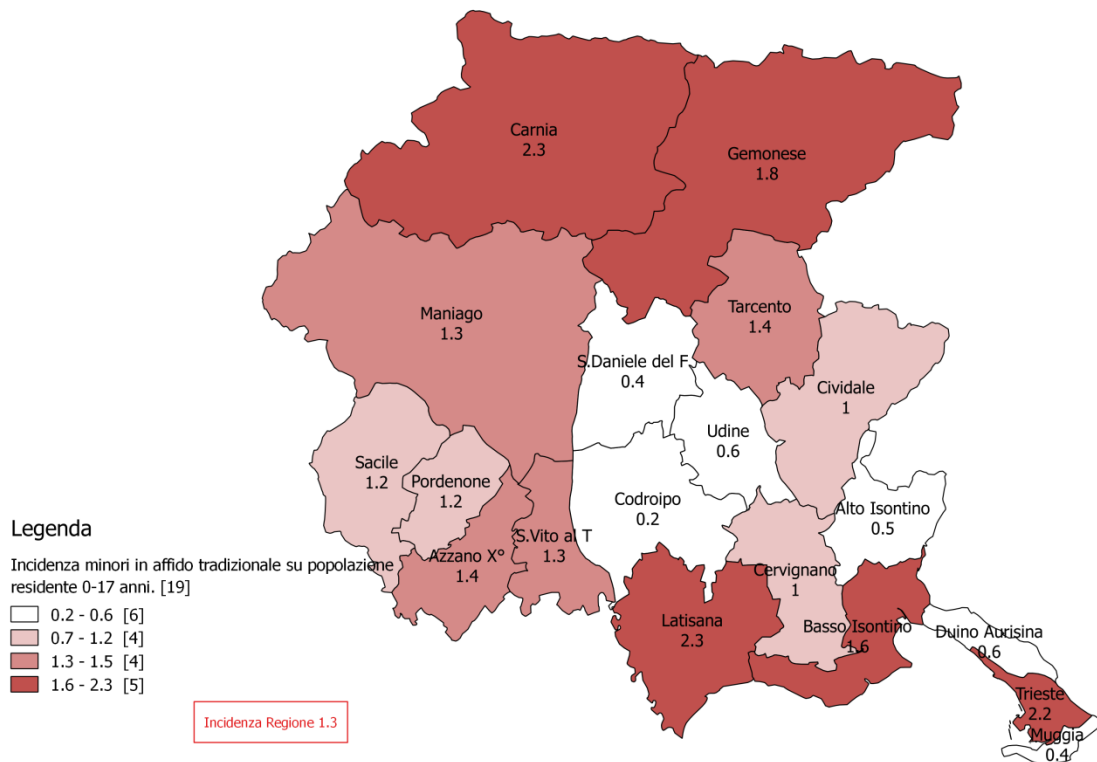 Carnia
2.3
Gemonese
1.8
Maniago
1.3
Tarcento
1.4
S.Daniele del F.
0.4
Cividale
1
Udine
0.6
Sacile
1.2
Pordenone
1.2
Codroipo
0.2
Alto Isontino
0.5
S.Vito al T
1.3
Azzano X°
1.4
Cervignano
1
Latisana
2.3
Basso Isontino
1.6
Duino Aurisina
0.6
Trieste
2.2
Muggia
0.4
Legenda
Incidenza minori in affido tradizionale su popolazione
residente 0-17 anni. [19]
0.2 - 0.6 [6]
0.7 - 1.2 [4]
1.3 - 1.5 [4]
1.6 - 2.3 [5]
Incidenza Regione 1.3